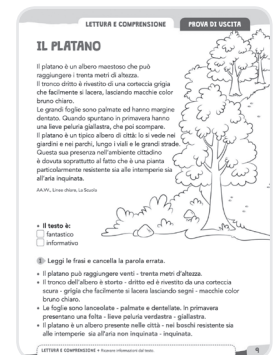 LETTURA E COMPRENSIONE
PROVA DI USCITA
IL PLATANO
Il platano è un albero maestoso che può
raggiungere i trenta metri di altezza.
Il tronco dritto è rivestito di una corteccia grigia
che facilmente si lacera, lasciando macchie color
bruno chiaro.
Le grandi foglie sono palmate ed hanno margine
dentato. Quando spuntano in primavera hanno
una lieve peluria giallastra, che poi scompare.
Il platano è un tipico albero di città: lo si vede nei
giardini e nei parchi, lungo i viali e le grandi strade.
Questa sua presenza nell'ambiente cittadino
è dovuta soprattutto al fatto che è una pianta
particolarmente resistente sia alle intemperie sia
all'aria inquinata.
AA.VV., Linea chiara, La Scuola
• Il testo è:
fantastico
informativo
1 Leggi le frasi e cancella la parola errata.
• Il platano può raggiungere venti - trenta metri d'altezza.
• Il tronco dell'albero è storto - dritto ed è rivestito da una corteccia
scura - grigia che facilmente si lacera lasciando segni - macchie color
bruno chiaro.
• Le foglie sono lanceolate - palmate e dentellate. In primavera
presentano una folta - lieve peluria verdastra - giallastra.
• Il platano è un albero presente nelle città - nei boschi resistente sia
alle intemperie sia all'aria non inquinata - inquinata.
LETTURA E COMPRENSIONE • Ricavare informazioni dal testo.
9